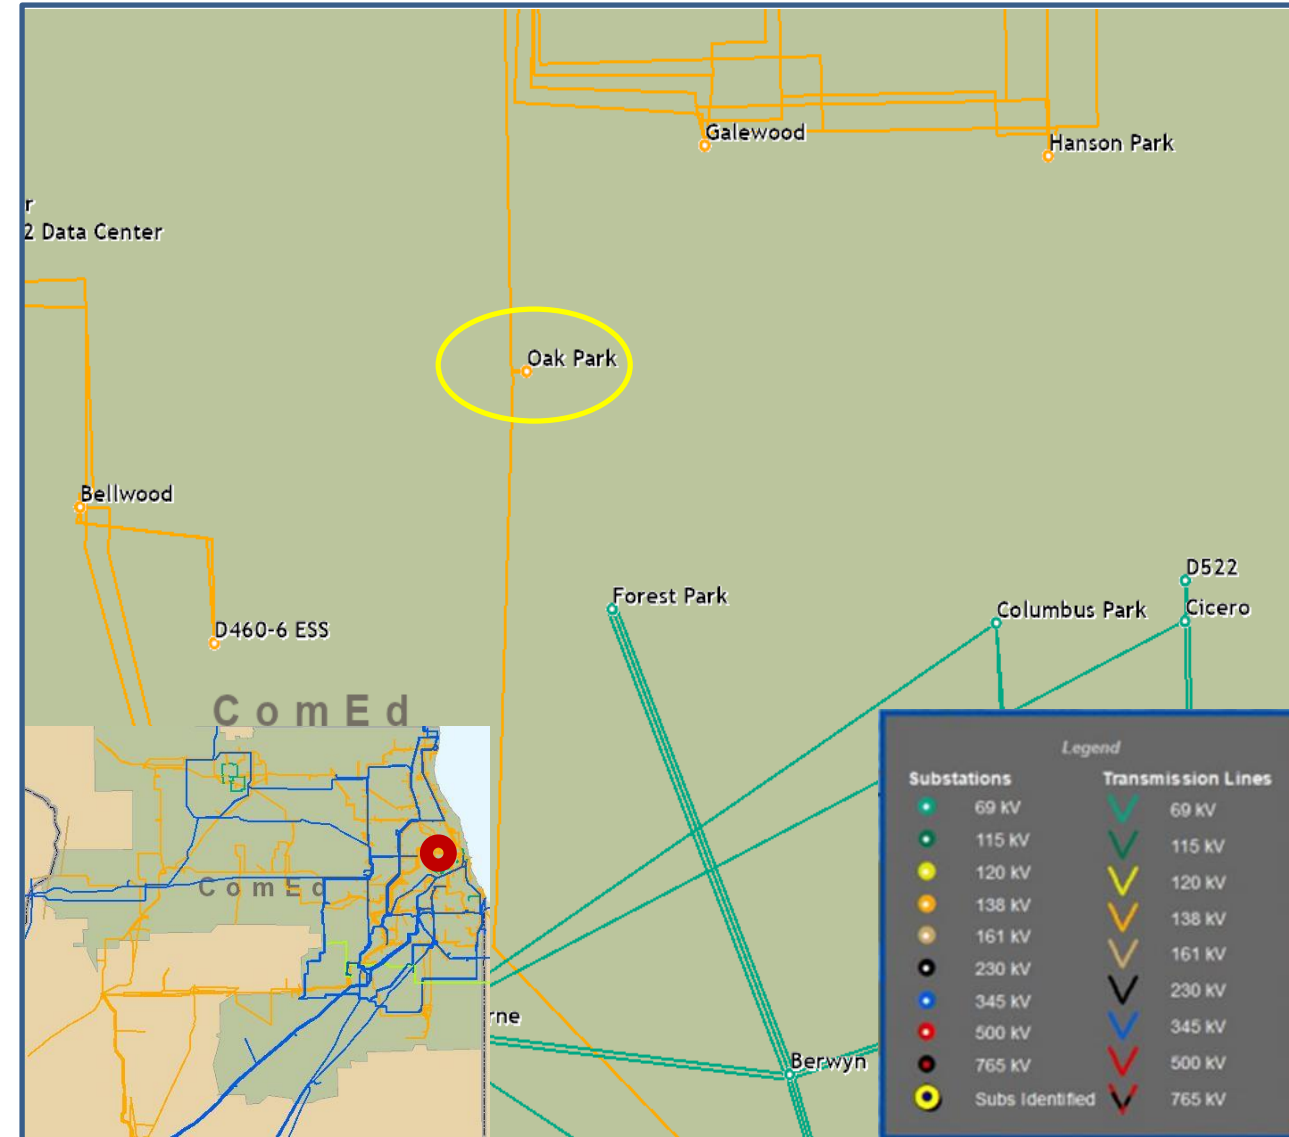 Galewood
Hanson Park
r
2 Data Center
Oak Park
Bellwood
D522
Forest Park
Columbus Park
Cicero
D460-6 ESS
ComEd
ComEd
rne
Berwyn
Legend
Substations Transmission Lines
69 kV 69 kV
115 kV 115 kV
120 kV 120 kV
138 kV 138 kV
161 kV 161 kV
230 kV 230 kV
345 kV 345 kV
500 kV 500 kV
765 kV 765 kV
Subs Identified